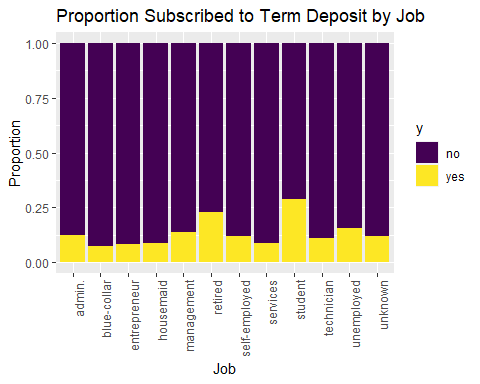 Proportion Subscribed to Term Deposit by Job
1.00
0.75
0.50
0.25
0.00
Proportion
admin.
blue-collar
entrepreneur
housemaid
management
retired
self-employed
services
student
technician
unemployed
unknown
Job
y
no
yes